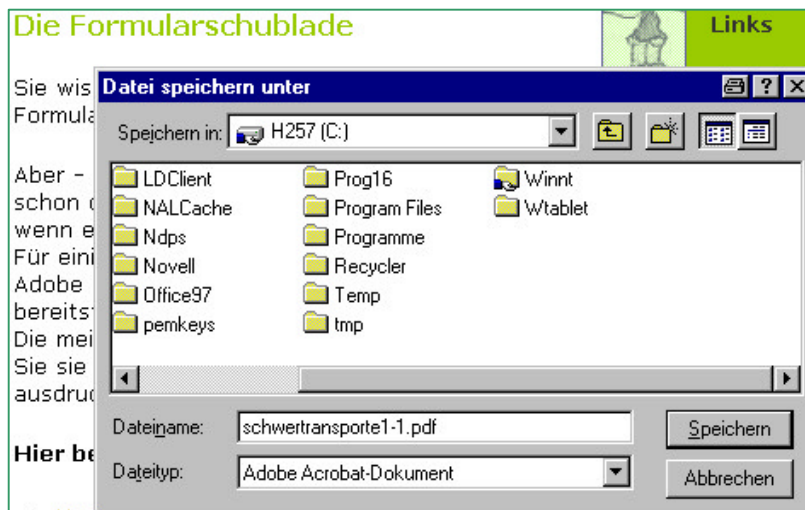 Die Formularschublade
Links
Sie wis
Formula
Aber –
schon d
wenn e
Für eini
Adobe
bereitst
Die mei
Sie sie
ausdruc
Hier be
Datei speichern unter
Speichern in: H257 (C:)
LDClient
NALCache
Ndps
Novell
Office97
pemkeys
Prog16
Program Files
Programme
Recycler
Temp
tmp
Winnt
Wtablet
Dateiname: schwertransporte1-1.pdf
Speichern
Dateityp: Adobe Acrobat-Dokument
Abbrechen